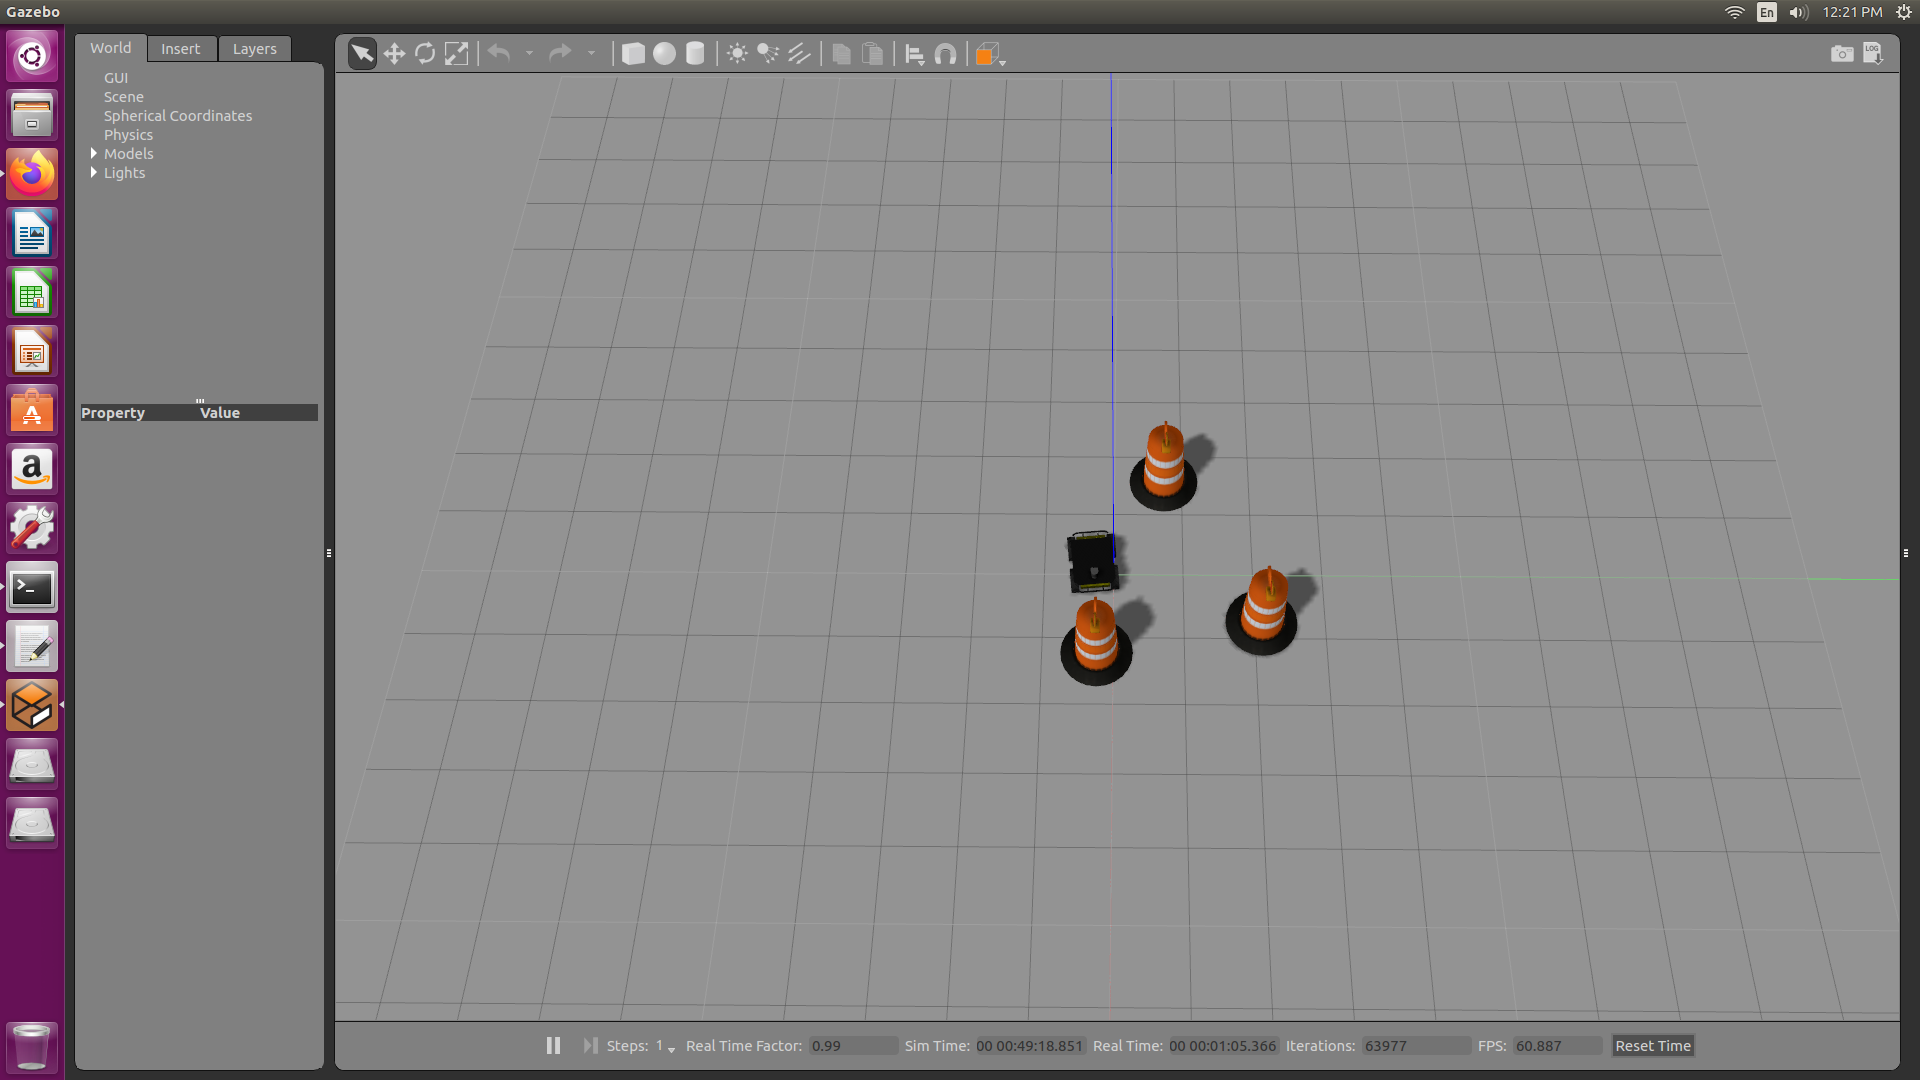 Gazebo
En
12:21 PM
World
Insert
Layers
LOG
GUI
Scene
Spherical Coordinates
Physics
Models
Lights
Property
Value
Steps: 1
Real Time Factor: 0.99
Sim Time: 00 00:49:18.851
Real Time: 00 00:01:05.366
Iterations: 63977
FPS: 60.887
Reset Time